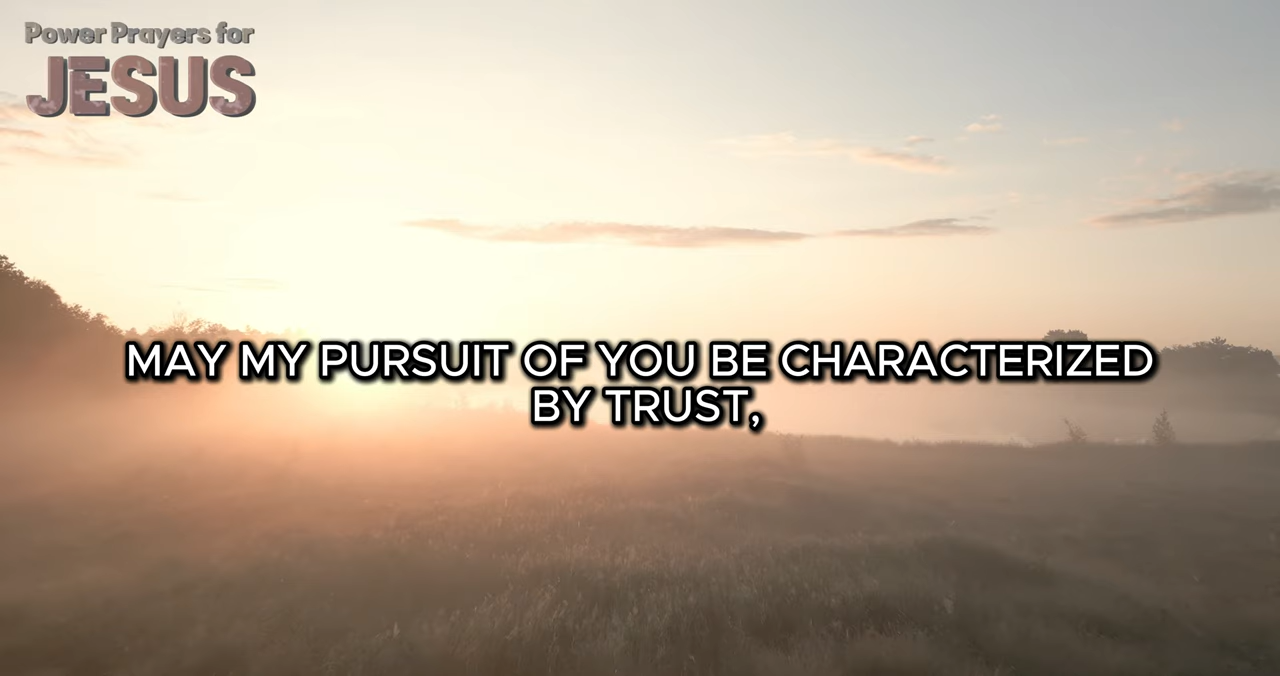 Power Prayers for
JESUS
MAY MY PURSUIT OF YOU BE CHARACTERIZED
BY TRUST,